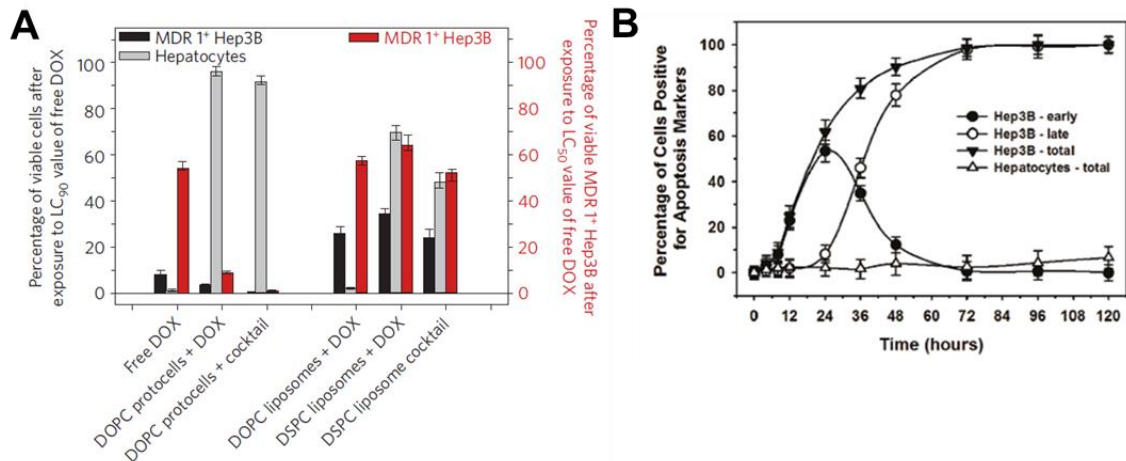 A
MDR 1⁺ Hep3B
Hepatocytes
MDR 1⁺ Hep3B
Percentage of viable cells after
exposure to LC₉₀ value of free DOX
100
80
60
40
20
0
100
80
60
40
20
0
Percentage of viable MDR 1⁺ Hep3B after
exposure to LC₅₀ value of free DOX
Free DOX
DOPC protocells + DOX
DOPC protocells + cocktail
DOPC liposomes + DOX
DSPC liposomes + DOX
DSPC liposome cocktail
B
Percentage of Cells Positive
for Apoptosis Markers
100
80
60
40
20
0
Hep3B - early
Hep3B - late
Hep3B - total
Hepatocytes - total
0 12 24 36 48 60 72 84 96 108 120
Time (hours)